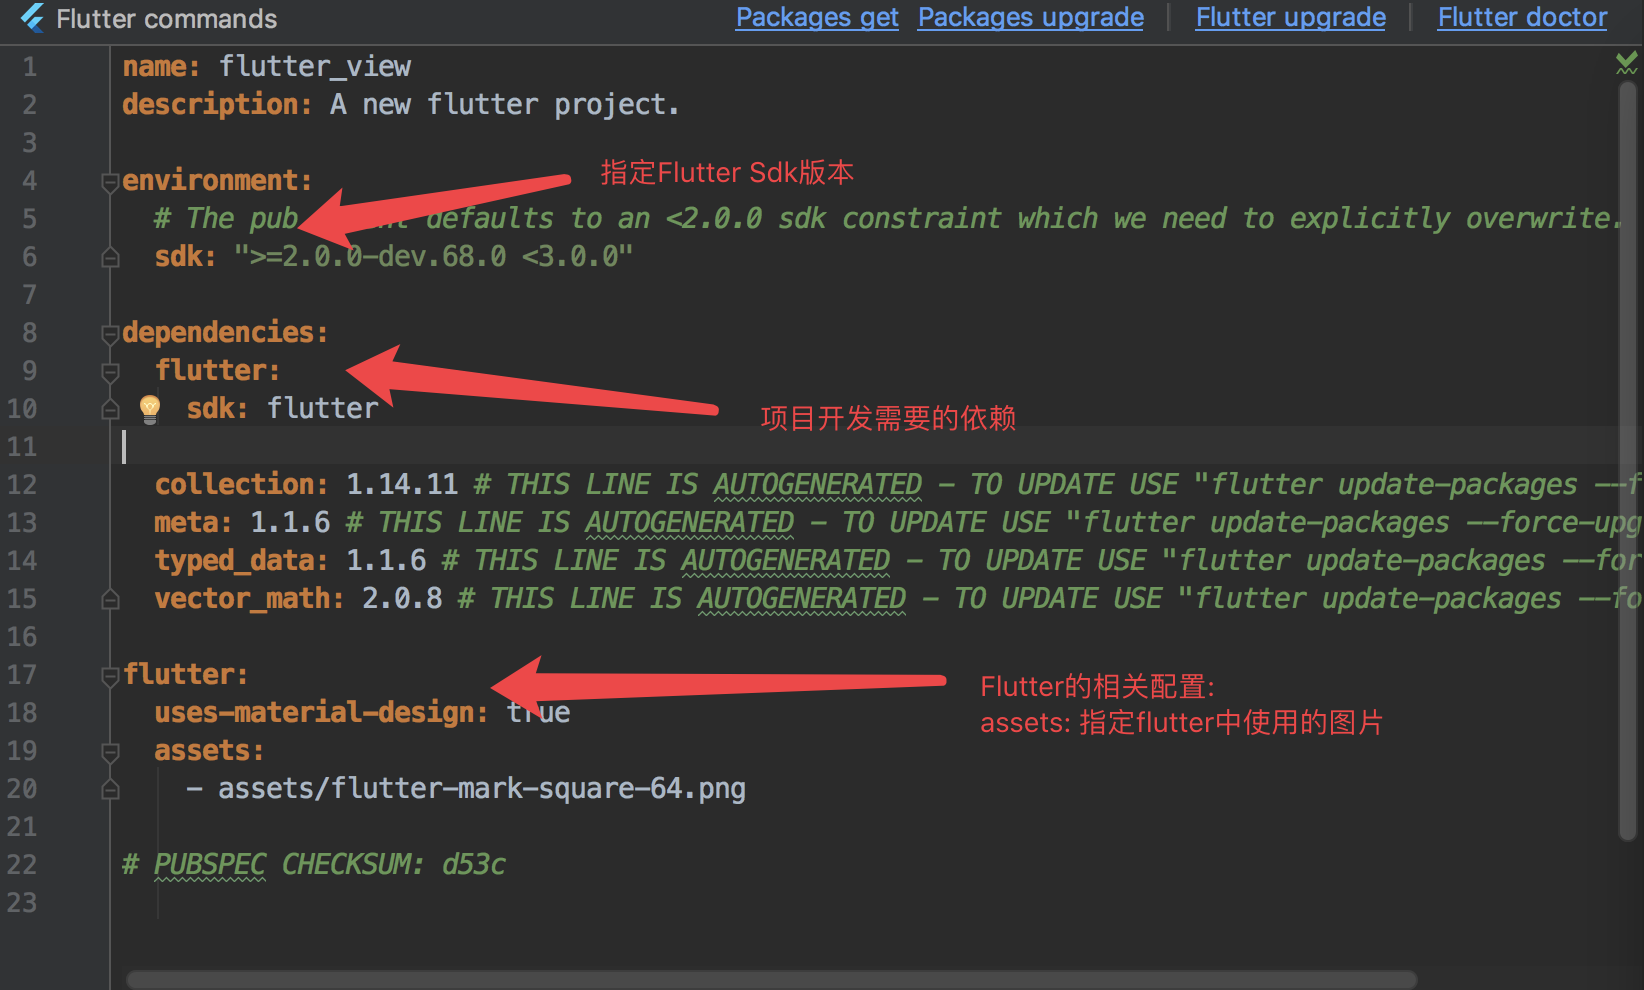 Flutter commands Packages get Packages upgrade Flutter upgrade Flutter doctor
1 name: flutter_view
2 description: A new flutter project.
3
指定Flutter Sdk版本
4 environment:
5 # The pub defaults to an <2.0.0 sdk constraint which we need to explicitly overwrite.
6 sdk: ">=2.0.0-dev.68.0 <3.0.0"
7
8 dependencies:
9 flutter:
10 sdk: flutter
项目开发需要的依赖
11
12 collection: 1.14.11 # THIS LINE IS AUTOGENERATED - TO UPDATE USE "flutter update-packages --f
13 meta: 1.1.6 # THIS LINE IS AUTOGENERATED - TO UPDATE USE "flutter update-packages --force-upg
14 typed_data: 1.1.6 # THIS LINE IS AUTOGENERATED - TO UPDATE USE "flutter update-packages --for
15 vector_math: 2.0.8 # THIS LINE IS AUTOGENERATED - TO UPDATE USE "flutter update-packages --fo
16
17 flutter:
Flutter的相关配置:
18 uses-material-design: true
assets: 指定flutter中使用的图片
19 assets:
20 - assets/flutter-mark-square-64.png
21
22 # PUBSPEC CHECKSUM: d53c
23